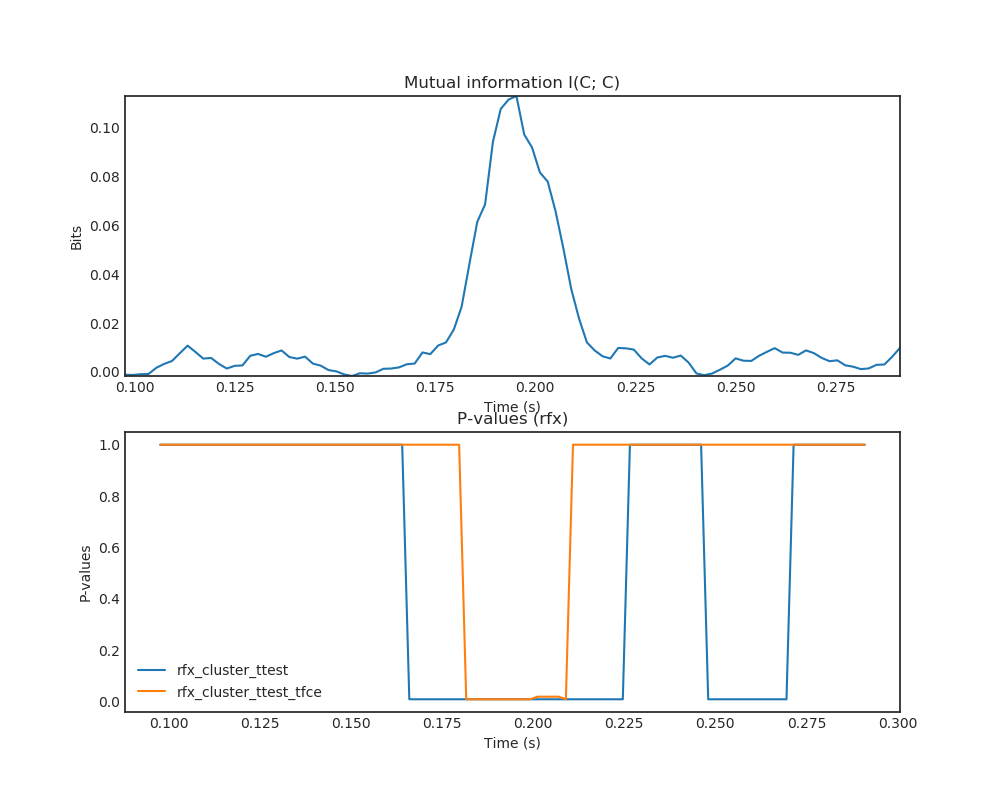 Mutual information I(C; C)
0.10
0.08
0.06
0.04
0.02
0.00
Bits
0.100 0.125 0.150 0.175 0.200 0.225 0.250 0.275
Time (s)
P-values (rfx)
1.0
0.8
0.6
0.4
0.2
0.0
P-values
rfx_cluster_ttest
rfx_cluster_ttest_tfce
0.100 0.125 0.150 0.175 0.200 0.225 0.250 0.275 0.300
Time (s)